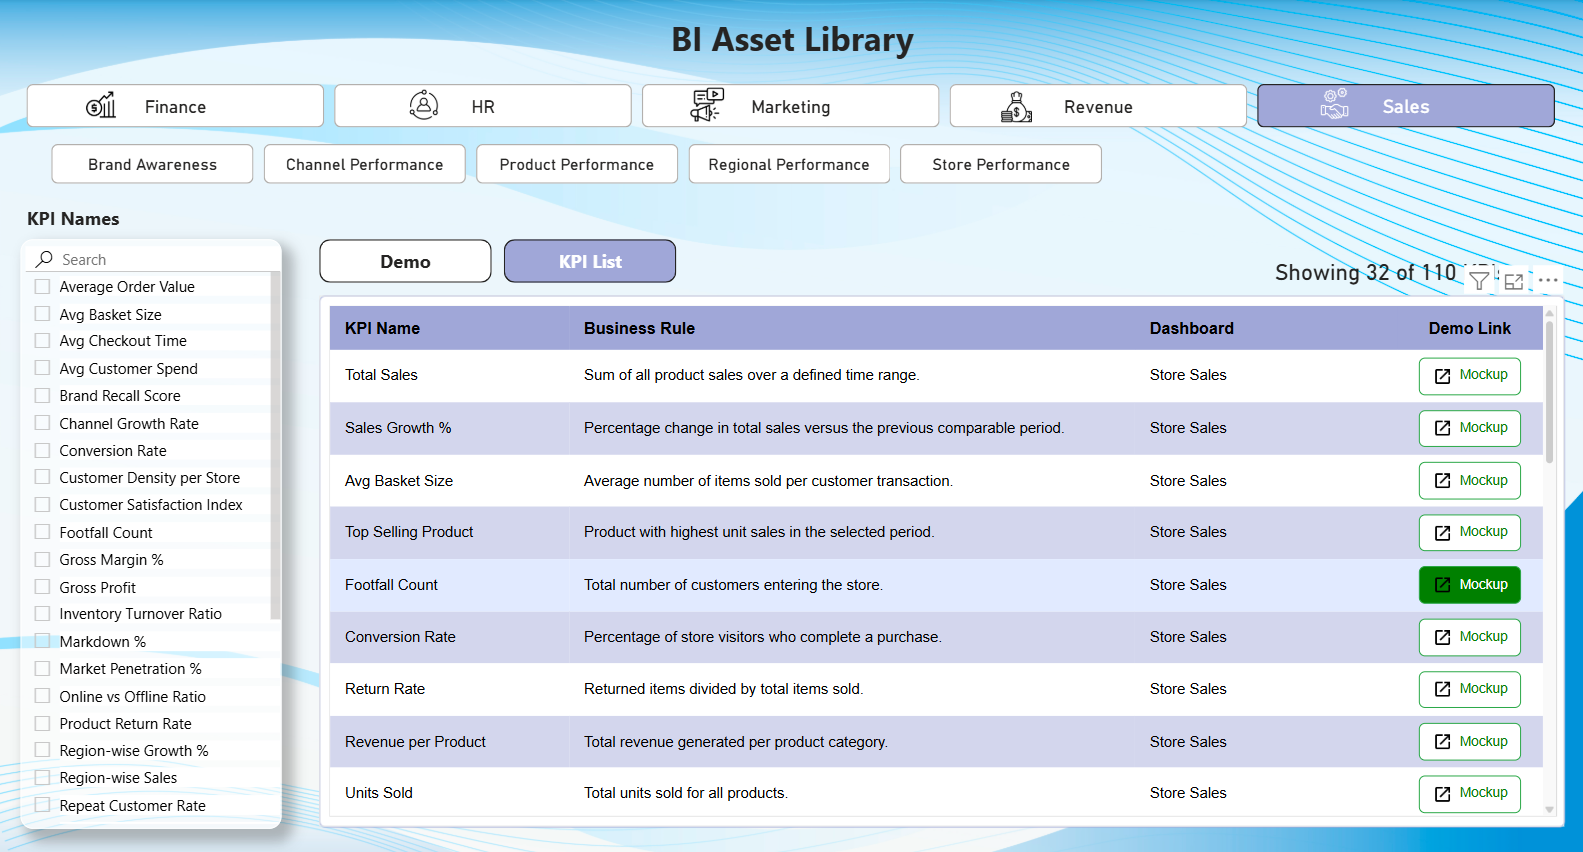 BI Asset Library
Finance
HR
Marketing
Revenue
Sales
Brand Awareness
Channel Performance
Product Performance
Regional Performance
Store Performance
KPI Names
Search
Average Order Value
Avg Basket Size
Avg Checkout Time
Avg Customer Spend
Brand Recall Score
Channel Growth Rate
Conversion Rate
Customer Density per Store
Customer Satisfaction Index
Footfall Count
Gross Margin %
Gross Profit
Inventory Turnover Ratio
Markdown %
Market Penetration %
Online vs Offline Ratio
Product Return Rate
Region-wise Growth %
Region-wise Sales
Repeat Customer Rate
Demo
KPI List
Showing 32 of 110
KPI Name Business Rule Dashboard Demo Link
Total Sales Sum of all product sales over a defined time range. Store Sales Mockup
Sales Growth % Percentage change in total sales versus the previous comparable period. Store Sales Mockup
Avg Basket Size Average number of items sold per customer transaction. Store Sales Mockup
Top Selling Product Product with highest unit sales in the selected period. Store Sales Mockup
Footfall Count Total number of customers entering the store. Store Sales Mockup
Conversion Rate Percentage of store visitors who complete a purchase. Store Sales Mockup
Return Rate Returned items divided by total items sold. Store Sales Mockup
Revenue per Product Total revenue generated per product category. Store Sales Mockup
Units Sold Total units sold for all products. Store Sales Mockup